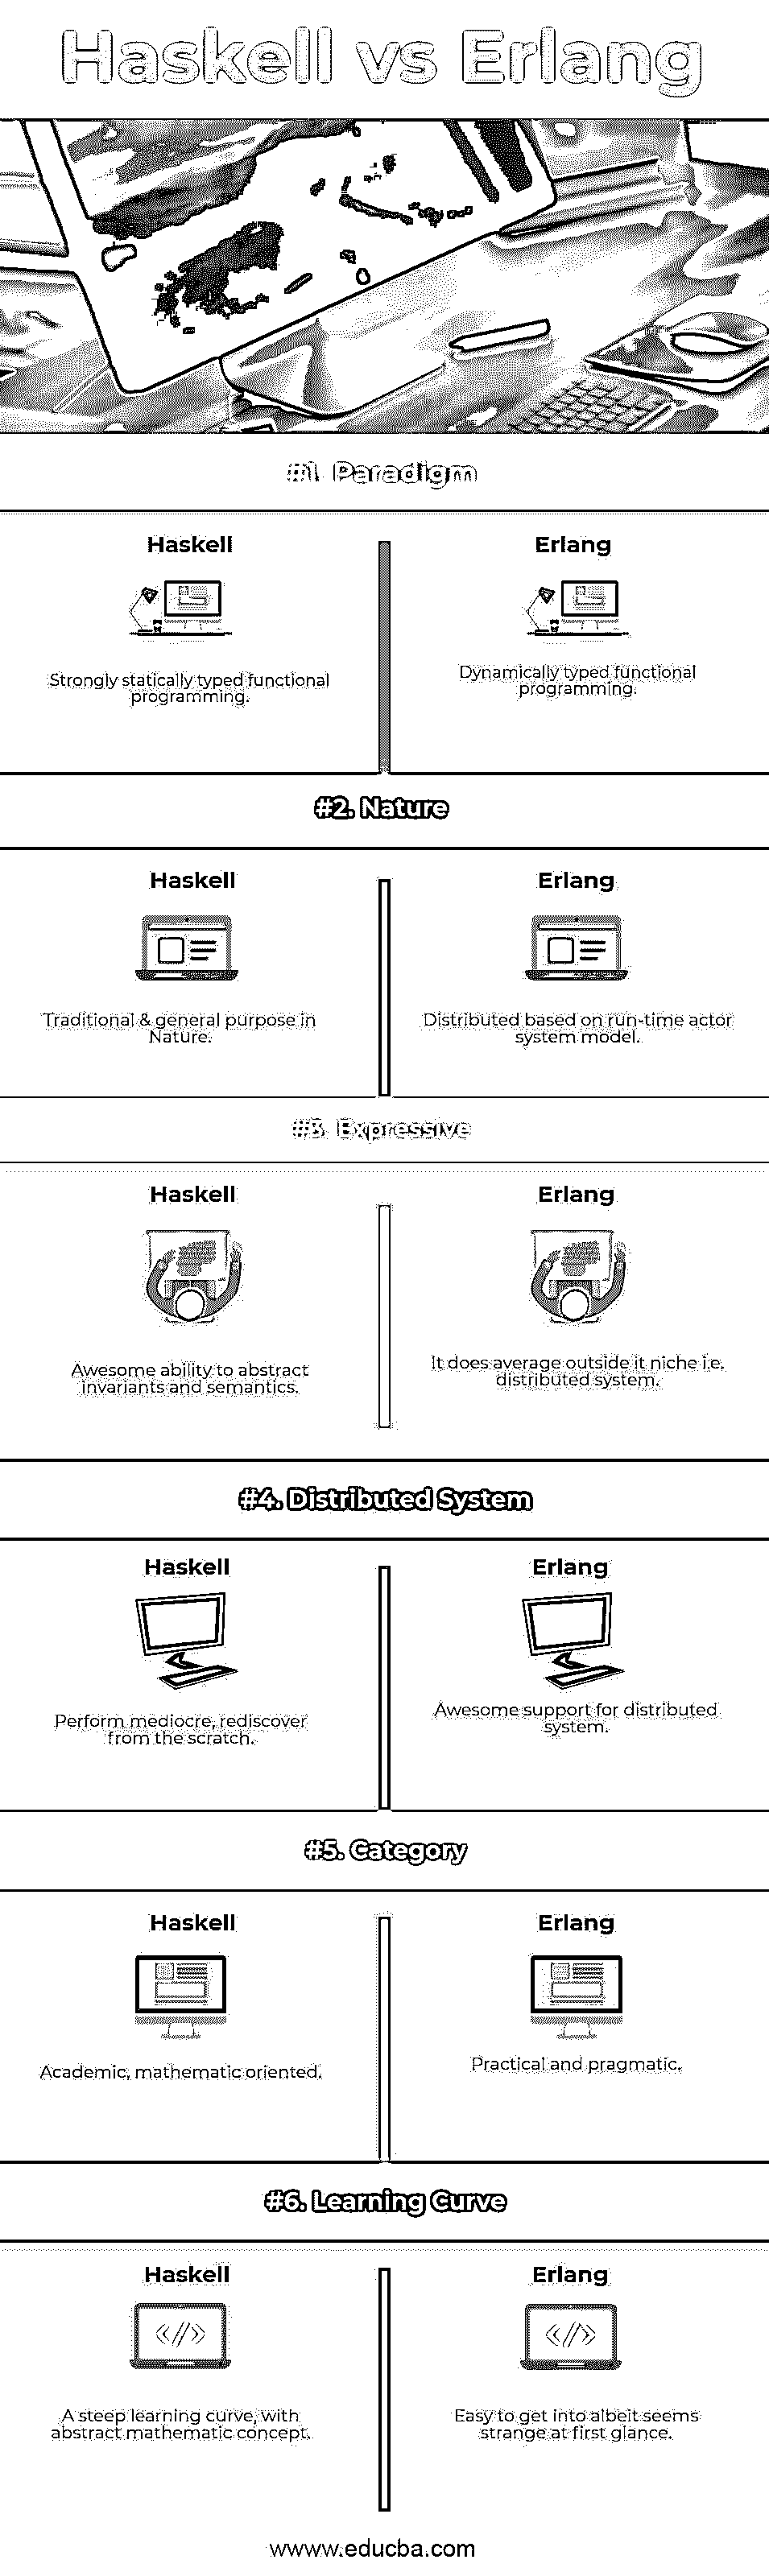 Haskell vs Erlang
#1. Paradigm
Haskell
Erlang
Strongly statically typed functional
programming.
Dynamically typed functional
programming.
#2. Nature
Haskell
Erlang
Traditional & general purpose in
Nature.
Distributed based on run-time actor
system model.
#3. Expressive
Haskell
Erlang
Awesome ability to abstract
invariants and semantics.
It does average outside it niche i.e.
distributed system.
#4. Distributed System
Haskell
Erlang
Perform mediocre, rediscover
from the scratch.
Awesome support for distributed
system.
#5. Category
Haskell
Erlang
Academic, mathematic oriented.
Practical and pragmatic.
#6. Learning Curve
Haskell
Erlang
</>
</>
A steep learning curve, with
abstract mathematic concept.
Easy to get into albeit seems
strange at first glance.
wwww.educba.com